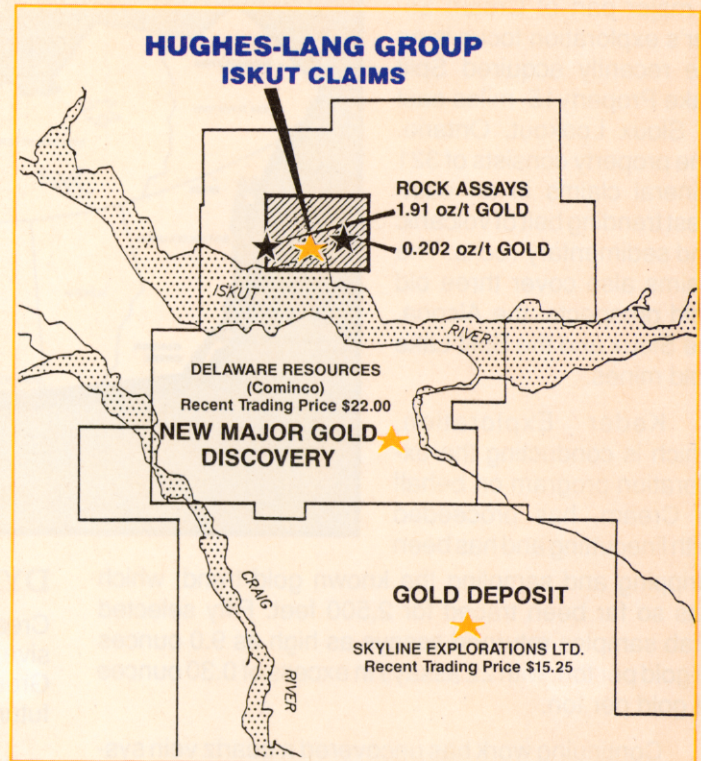 HUGHES-LANG GROUP
ISKUT CLAIMS
ROCK ASSAYS
1.91 oz/t GOLD
0.202 oz/t GOLD
ISKUT
RIVER
DELAWARE RESOURCES
(Cominco)
Recent Trading Price $22.00
NEW MAJOR GOLD
DISCOVERY
CRAIG
RIVER
GOLD DEPOSIT
SKYLINE EXPLORATIONS LTD.
Recent Trading Price $15.25